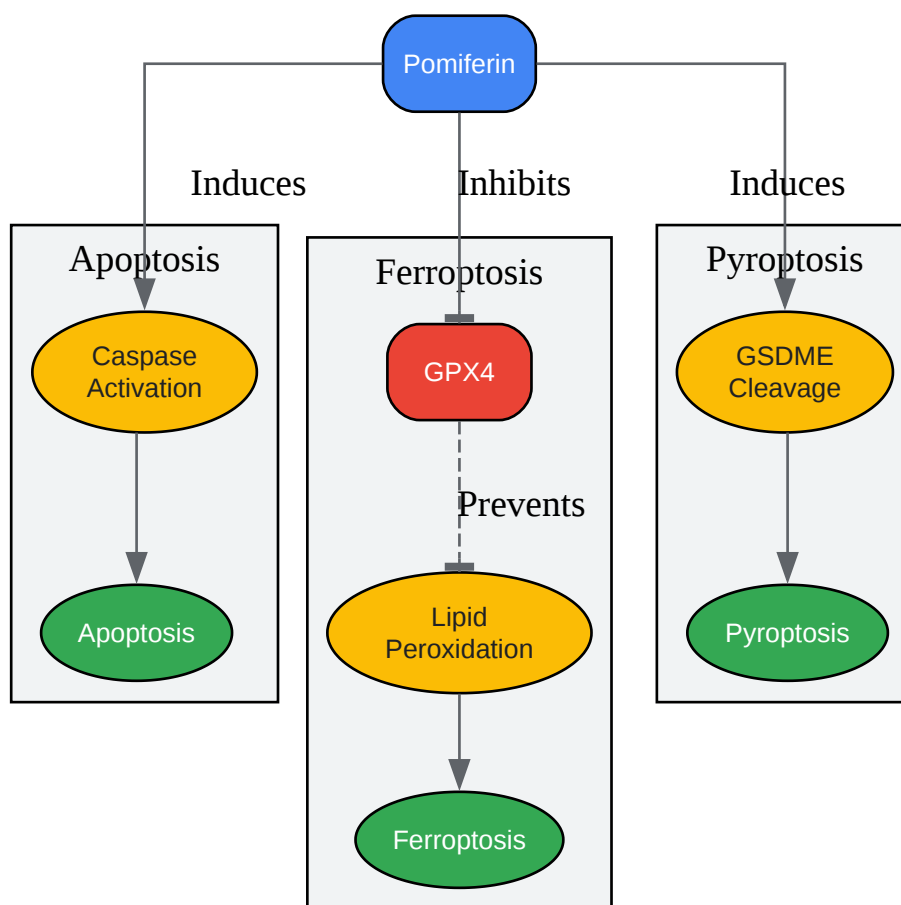 Pomiferin
Induces
Inhibits
Induces
Apoptosis
Ferroptosis
Pyroptosis
Caspase
Activation
GPX4
GSDME
Cleavage
Prevents
Apoptosis
Lipid
Peroxidation
Pyroptosis
Ferroptosis